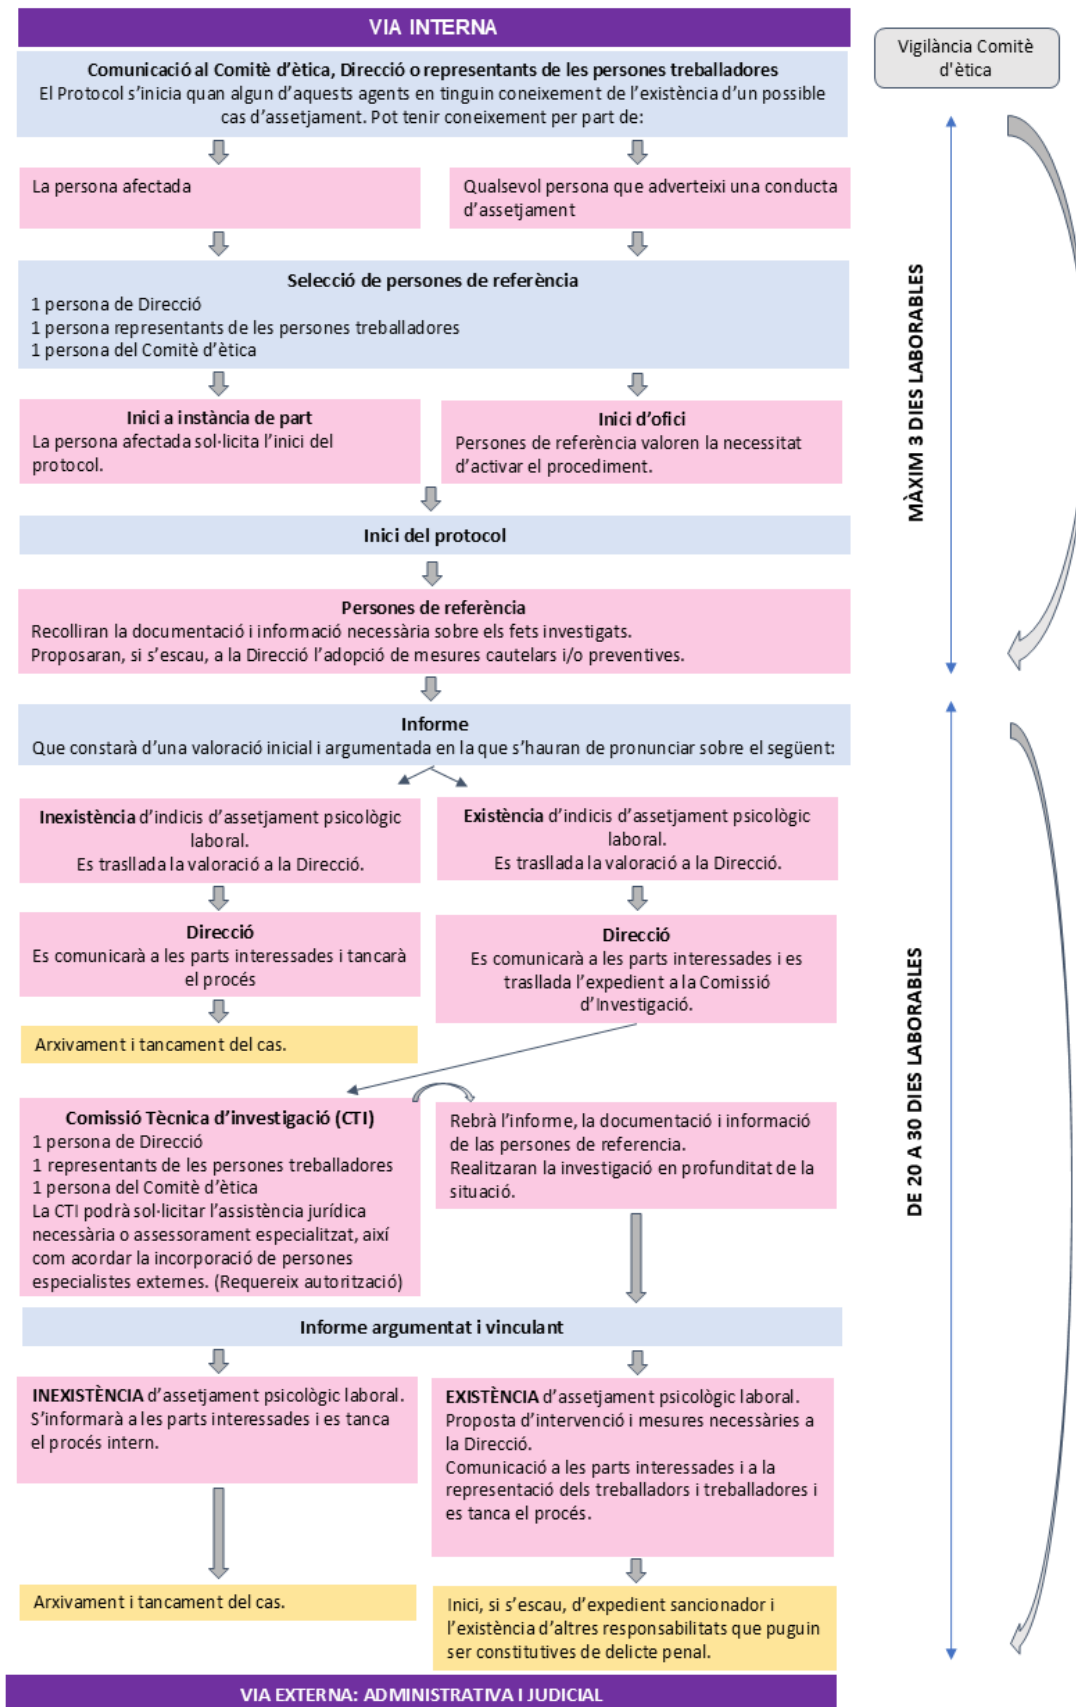 VIA INTERNA
Vigilància Comitè
d'ètica
Comunicació al Comitè d'ètica, Direcció o representants de les persones treballadores
El Protocol s'inicia quan algun d'aquests agents en tinguin coneixement de l'existència d'un possible
cas d'assetjament. Pot tenir coneixement per part de:
La persona afectada
Qualsevol persona que adverteixi una conducta
d'assetjament
Selecció de persones de referència
1 persona de Direcció
1 persona representants de les persones treballadores
1 persona del Comitè d'ètica
Inici a instància de part
La persona afectada sol·licita l'inici del
protocol.
Inici d'ofici
Persones de referència valoren la necessitat
d'activar el procediment.
MÀXIM 3 DIES LABORABLES
Inici del protocol
Persones de referència
Recolliran la documentació i informació necessària sobre els fets investigats.
Proposaran, si s'escau, a la Direcció l'adopció de mesures cautelars i/o preventives.
Informe
Que constarà d'una valoració inicial i argumentada en la que s'hauran de pronunciar sobre el següent:
Inexistència d'indicis d'assetjament psicològic
laboral.
Es trasllada la valoració a la Direcció.
Existència d'indicis d'assetjament psicològic
laboral.
Es trasllada la valoració a la Direcció.
Direcció
Es comunicarà a les parts interessades i tancarà
el procés
Direcció
Es comunicarà a les parts interessades i es
trasllada l'expedient a la Comissió
d'Investigació.
Arxivament i tancament del cas.
DE 20 A 30 DIES LABORABLES
Comissió Tècnica d'investigació (CTI)
1 persona de Direcció
1 representants de les persones treballadores
1 persona del Comitè d'ètica
La CTI podrà sol·licitar l'assistència jurídica
necessària o assessorament especialitzat, així
com acordar la incorporació de persones
especialistes externes. (Requereix autorització)
Rebrà l'informe, la documentació i informació
de las persones de referencia.
Realitzaran la investigació en profunditat de la
situació.
Informe argumentat i vinculant
INEXISTÈNCIA d'assetjament psicològic laboral.
S'informarà a les parts interessades i es tanca
el procés intern.
EXISTÈNCIA d'assetjament psicològic laboral.
Proposta d'intervenció i mesures necessàries a
la Direcció.
Comunicació a les parts interessades i a la
representació dels treballadors i treballadores i
es tanca el procés.
Arxivament i tancament del cas.
Inici, si s'escau, d'expedient sancionador i
l'existència d'altres responsabilitats que puguin
ser constitutives de delicte penal.
VIA EXTERNA: ADMINISTRATIVA I JUDICIAL